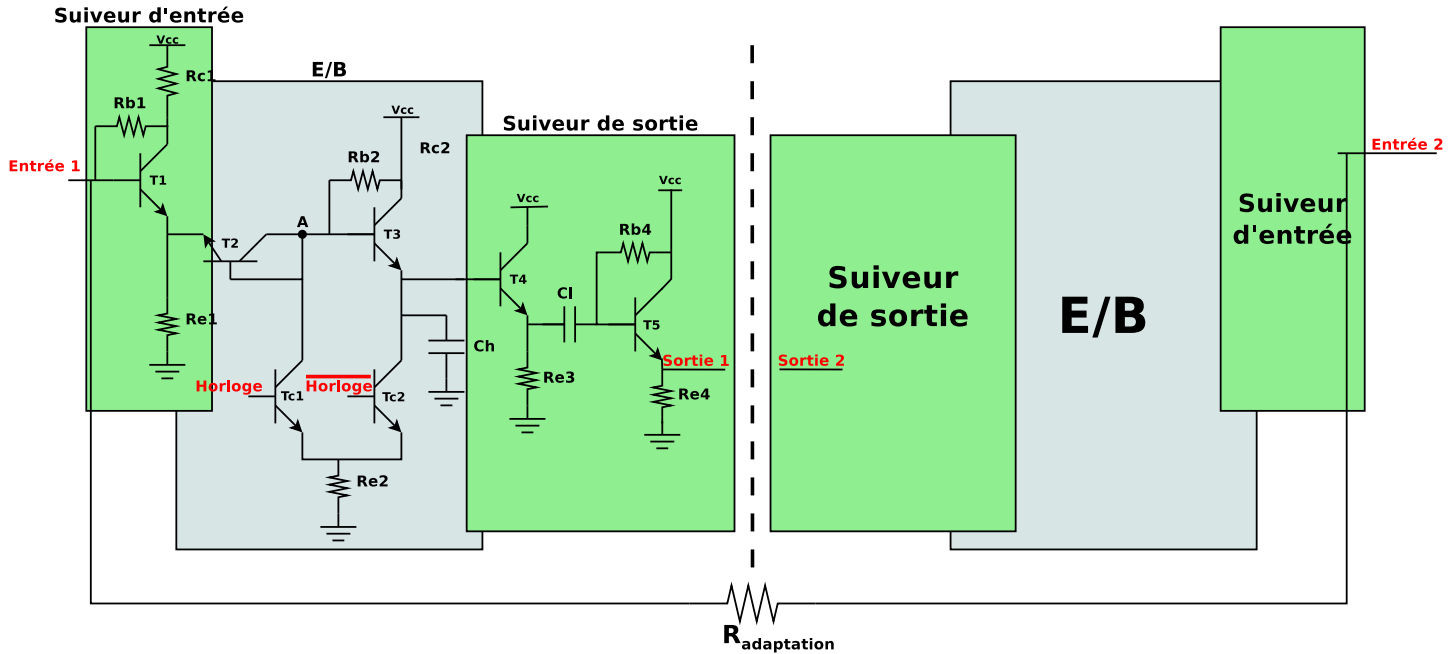 Suiveur d'entrée
Vcc
Rc1
E/B
Rb1
Entrée 1
T1
T2
Re1
A
Vcc
Rc2
Rb2
T3
Ch
Horloge
Horloge
Tc1
Tc2
Re2
Suiveur de sortie
Vcc
T4
Cl
Re3
Vcc
Rb4
T5
Sortie 1
Re4
Sortie 2
Suiveur
de sortie
E/B
Suiveur
d'entrée
Entrée 2
Radaptation